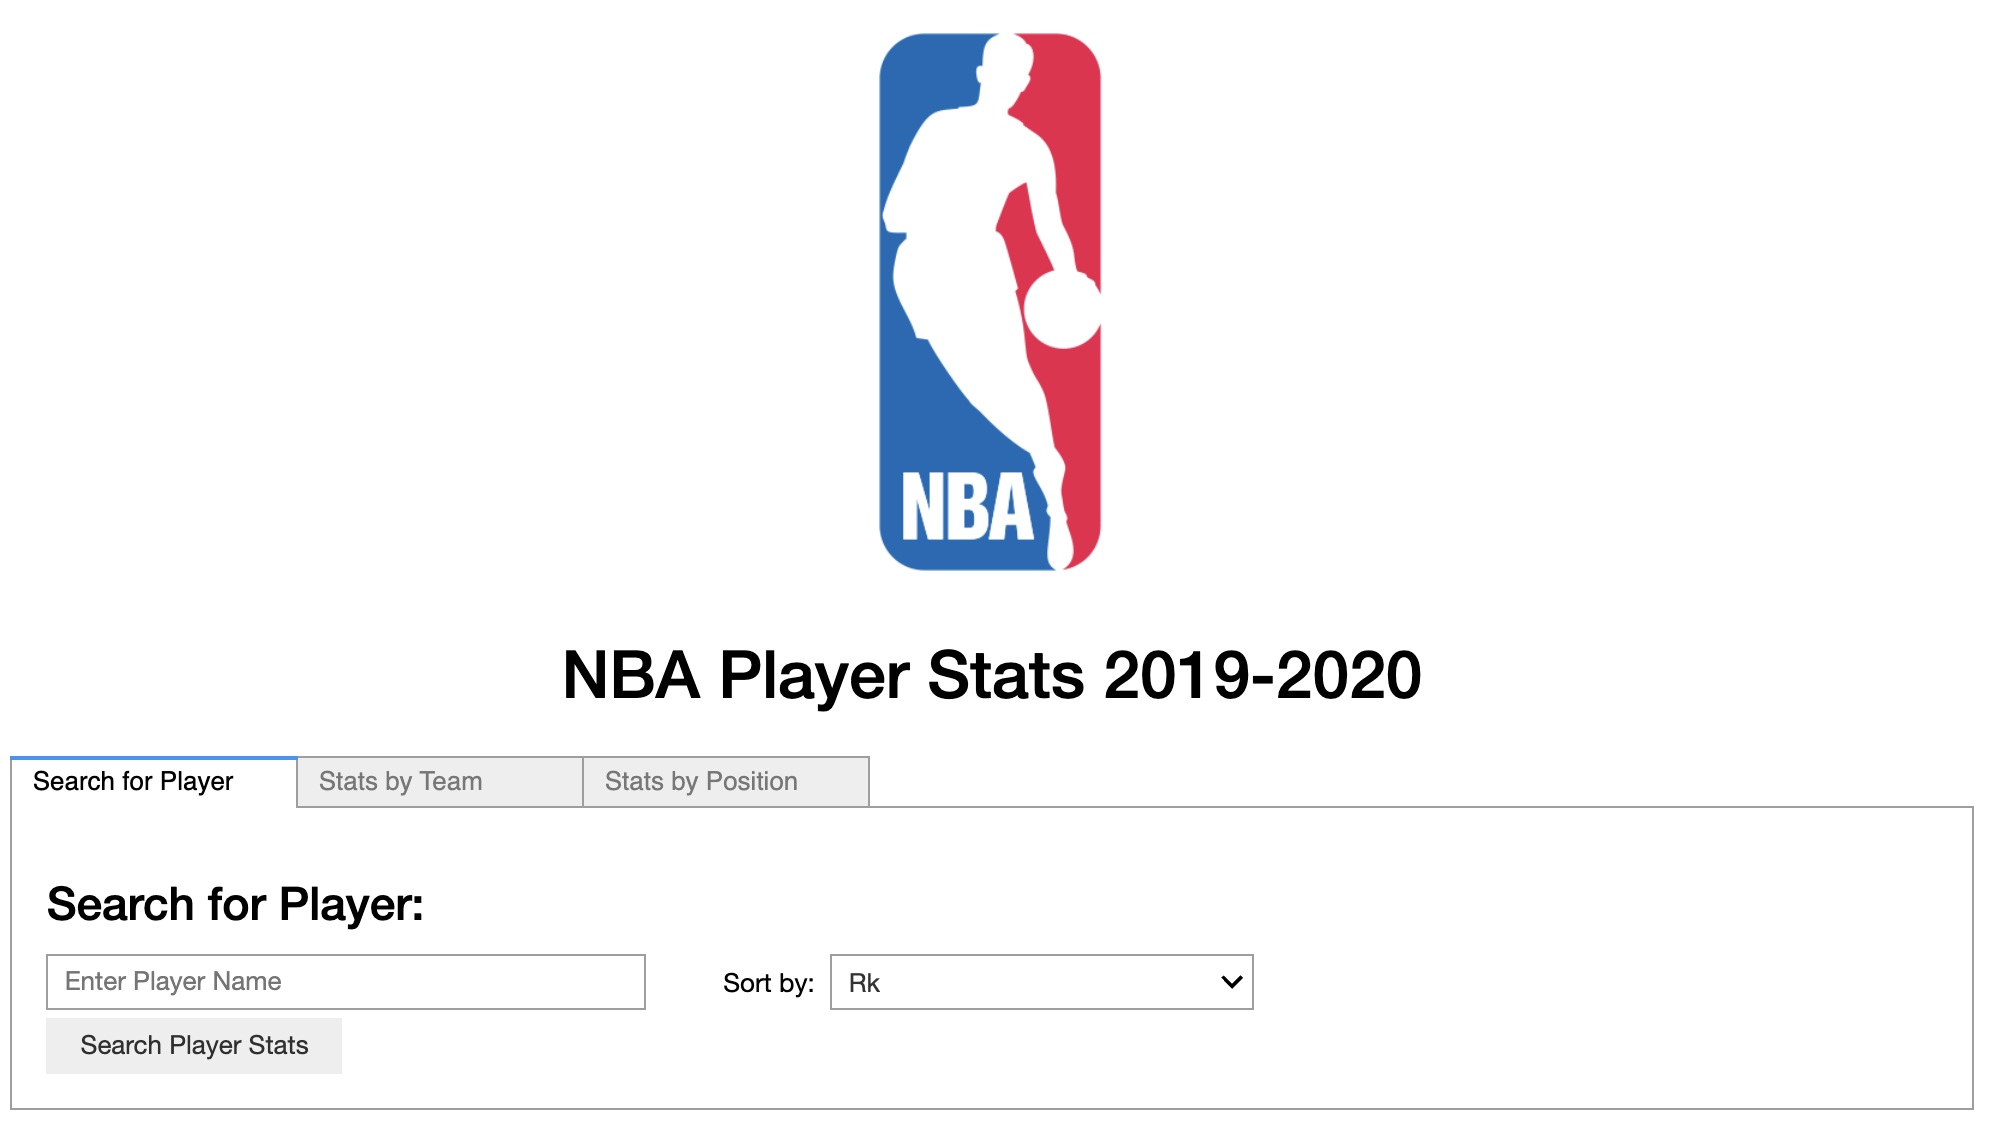 NBA
NBA Player Stats 2019-2020
Search for Player
Stats by Team
Stats by Position
Search for Player:
Enter Player Name
Sort by:
Rk
Search Player Stats